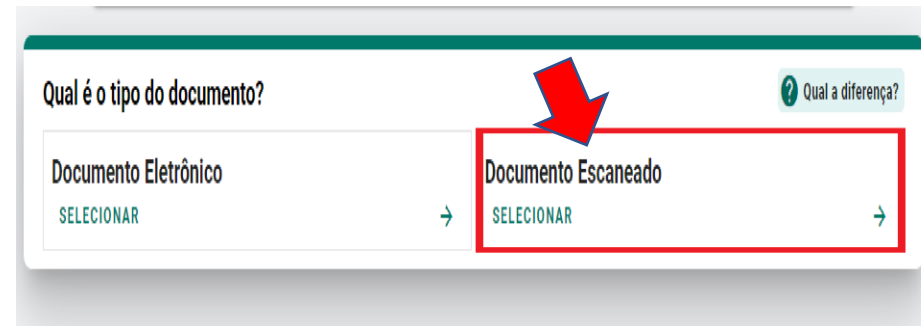 Qual é o tipo do documento?
? Qual a diferença?
Documento Eletrônico
SELECIONAR →
Documento Escaneado
SELECIONAR →